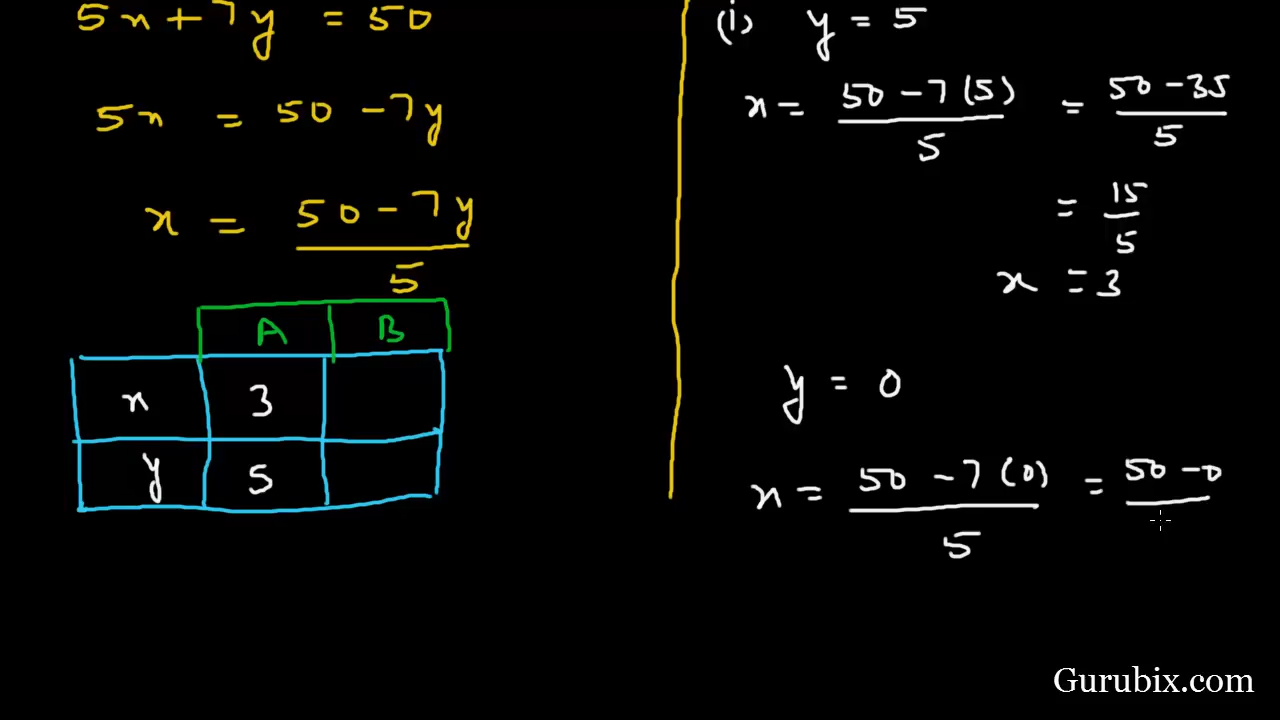 5x + 7y = 50
5x = 50 - 7y
x = 50 - 7y / 5
A B
x 3
y 5
(i) y = 5
x = 50 - 7(5) / 5 = 50 - 35 / 5
= 15 / 5
x = 3
y = 0
x = 50 - 7(0) / 5 = 50 - 0
Gurubix.com